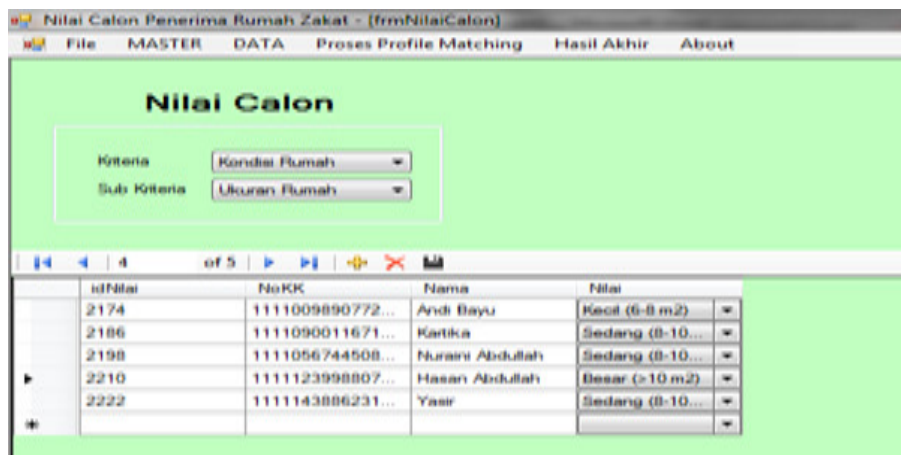 Nilai Calon Penerima Rumah Zakat - [frmNilaiCalon]
File MASTER DATA Proses Profile Matching Hasil Akhir About
Nilai Calon
Kriteria Kondisi Rumah
Sub Kriteria Ukuran Rumah
4 of 5
idNilai NoKK Nama Nilai
2174 1111009890772... Andi Bayu Kecil (6-8 m2)
2186 1111090011671... Kartika Sedang (8-10...
2198 1111056744508... Nuraini Abdullah Sedang (8-10...
2210 1111123998807... Hasan Abdullah Besar (>10 m2)
2222 1111143886231... Yasir Sedang (8-10...